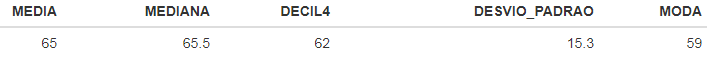 MEDIA MEDIANA DECIL4 DESVIO_PADRAO MODA
65 65.5 62 15.3 59